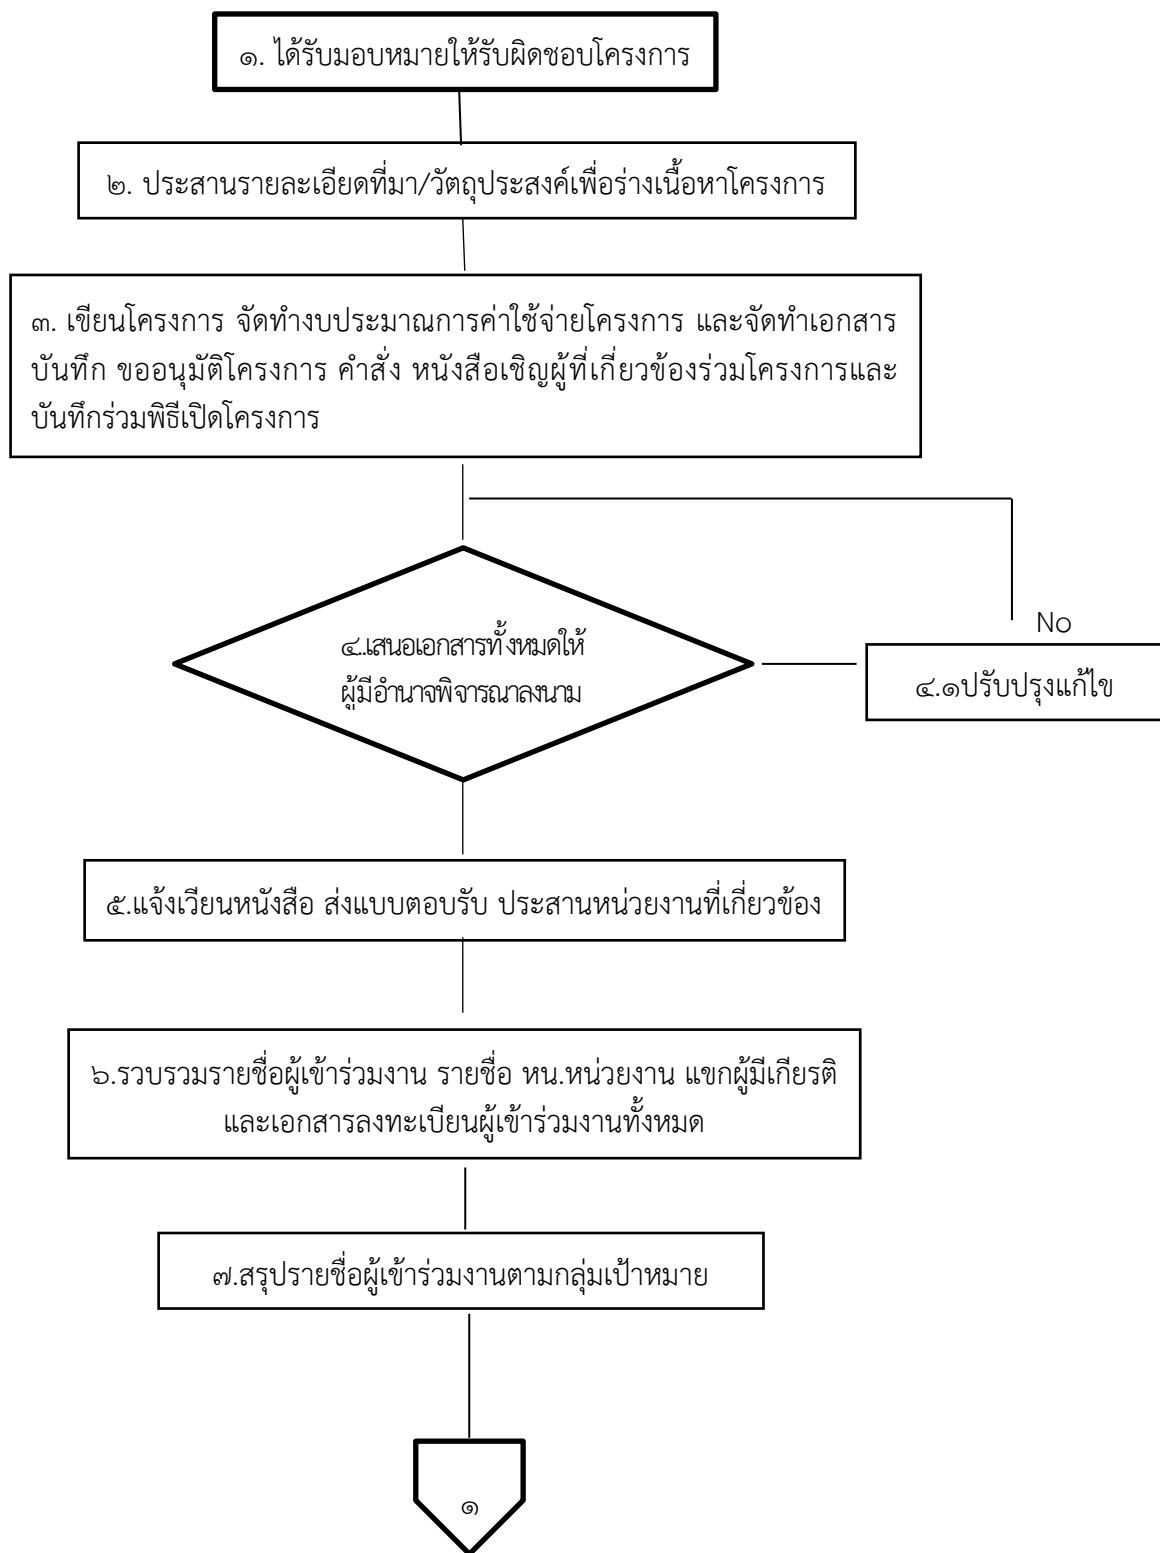 ๑. ได้รับมอบหมายให้รับผิดชอบโครงการ
๒. ประสานรายละเอียดที่มา/วัตถุประสงค์เพื่อร่างเนื้อหาโครงการ
๓. เขียนโครงการ จัดทำงบประมาณการค่าใช้จ่ายโครงการ และจัดทำเอกสาร
บันทึก ขออนุมัติโครงการ คำสั่ง หนังสือเชิญผู้ที่เกี่ยวข้องร่วมโครงการและ
บันทึกร่วมพิธีเปิดโครงการ
๔..เสนอเอกสารทั้งหมดให้
ผู้มีอำนาจพิจารณาลงนาม
No
๔.๑ปรับปรุงแก้ไข
๕.แจ้งเวียนหนังสือ ส่งแบบตอบรับ ประสานหน่วยงานที่เกี่ยวข้อง
๖.รวบรวมรายชื่อผู้เข้าร่วมงาน รายชื่อ หน.หน่วยงาน แขกผู้มีเกียรติ
และเอกสารลงทะเบียนผู้เข้าร่วมงานทั้งหมด
๗.สรุปรายชื่อผู้เข้าร่วมงานตามกลุ่มเป้าหมาย
๑